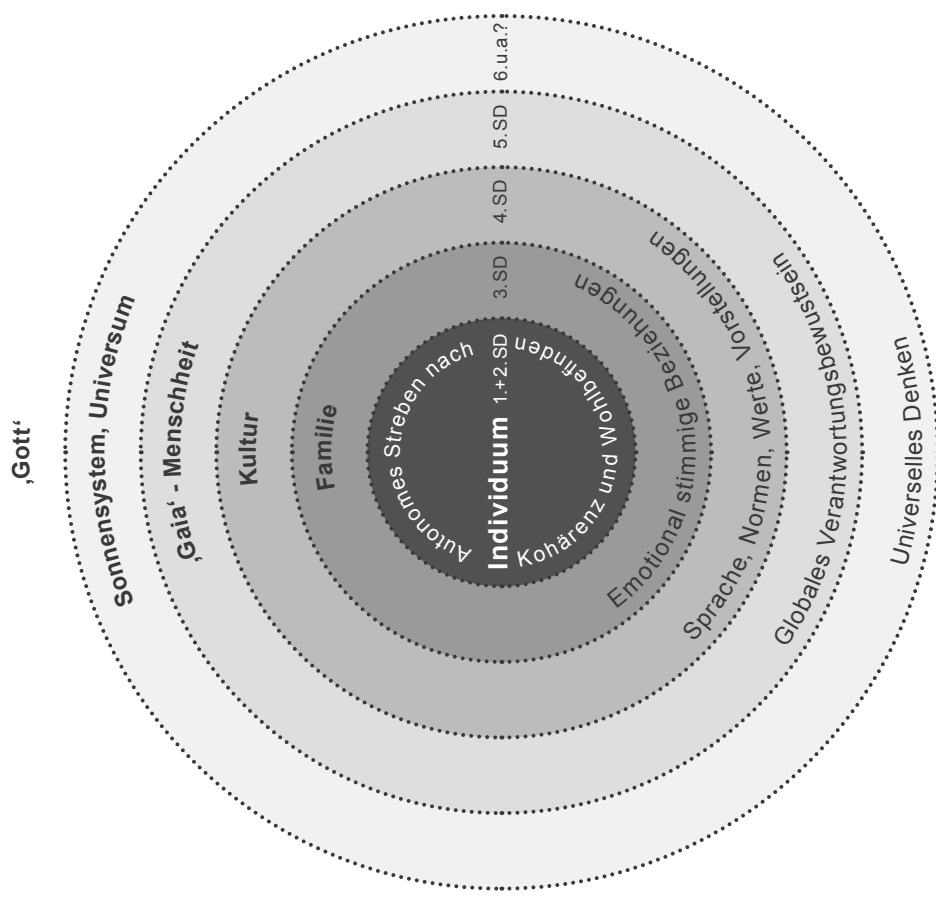 ‚Gott‘
Sonnensystem, Universum
‚Gaia‘ - Menschheit
Kultur
Familie
Autonomes Streben nach
Individuum 1.+2.SD
3.SD
4.SD
5.SD
6.u.a.?
Kohärenz und Wohlbefinden
Emotional stimmige Beziehungen
Sprache, Normen, Werte, Vorstellungen
Globales Verantwortungsbewustsein
Universelles Denken